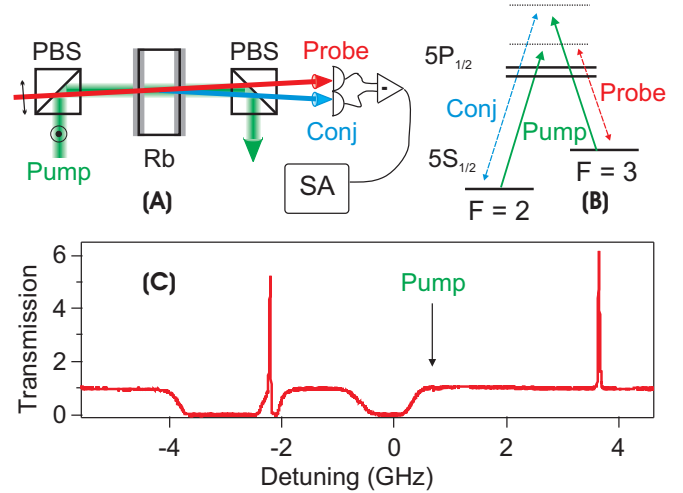 PBS
PBS
Probe
Conj
Rb
Pump
(A)
SA
-
5P1/2
Conj
Pump
Probe
5S1/2
F = 2
F = 3
(B)
(C)
Pump
Transmission
6
4
2
0
-4
-2
0
2
4
Detuning (GHz)